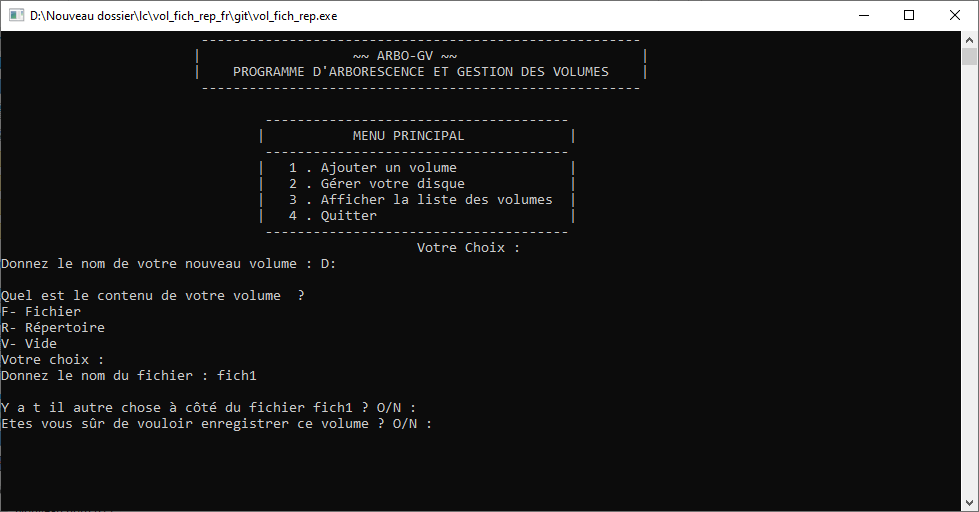 D:\Nouveau dossier\lc\vol_fich_rep_fr\git\vol_fich_rep.exe
-------------------------------------------------------
| ~~ ARBO-GV ~~ |
| PROGRAMME D'ARBORESCENCE ET GESTION DES VOLUMES |
-------------------------------------------------------
--------------------------------------
| MENU PRINCIPAL |
--------------------------------------
| 1 . Ajouter un volume |
| 2 . Gérer votre disque |
| 3 . Afficher la liste des volumes |
| 4 . Quitter |
--------------------------------------
Votre Choix :
Donnez le nom de votre nouveau volume : D:
Quel est le contenu de votre volume  ?
F- Fichier
R- Répertoire
V- Vide
Votre choix :
Donnez le nom du fichier : fich1
Y a t il autre chose à côté du fichier fich1 ? O/N :
Etes vous sûr de vouloir enregistrer ce volume ? O/N :